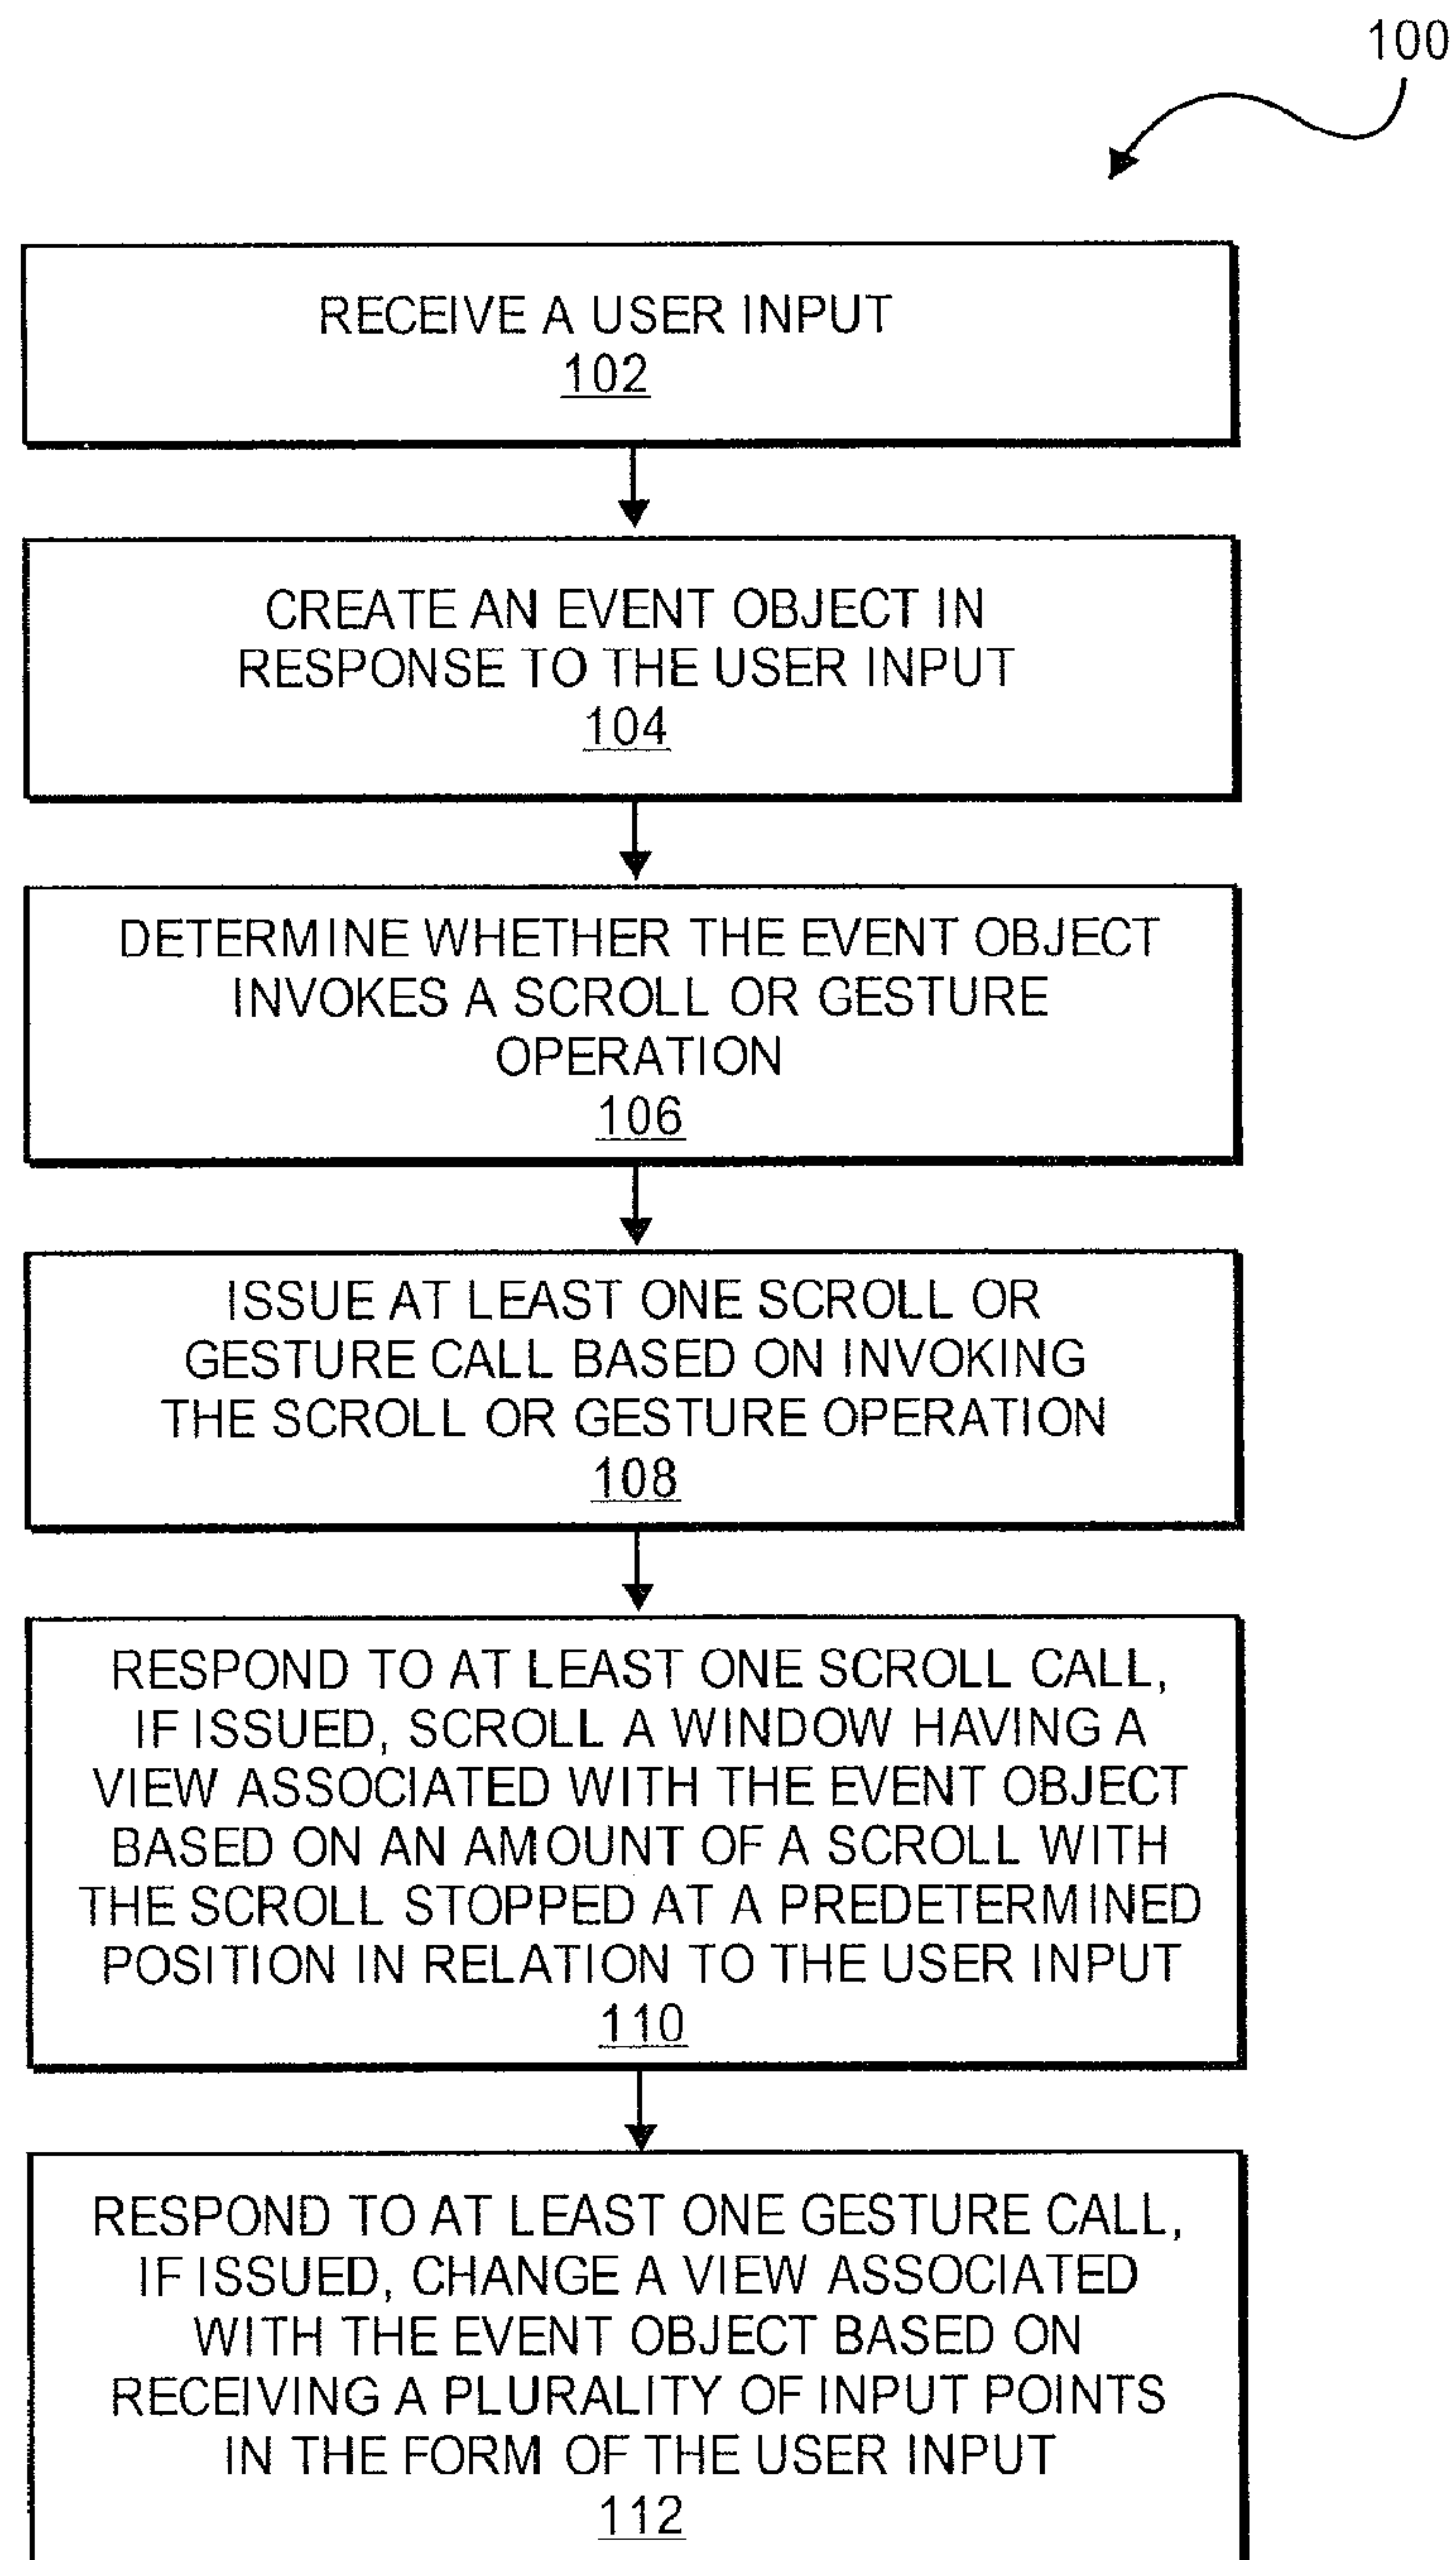 100
RECEIVE A USER INPUT
102
CREATE AN EVENT OBJECT IN
RESPONSE TO THE USER INPUT
104
DETERMINE WHETHER THE EVENT OBJECT
INVOKES A SCROLL OR GESTURE
OPERATION
106
ISSUE AT LEAST ONE SCROLL OR
GESTURE CALL BASED ON INVOKING
THE SCROLL OR GESTURE OPERATION
108
RESPOND TO AT LEAST ONE SCROLL CALL,
IF ISSUED, SCROLL A WINDOW HAVING A
VIEW ASSOCIATED WITH THE EVENT OBJECT
BASED ON AN AMOUNT OF A SCROLL WITH
THE SCROLL STOPPED AT A PREDETERMINED
POSITION IN RELATION TO THE USER INPUT
110
RESPOND TO AT LEAST ONE GESTURE CALL,
IF ISSUED, CHANGE A VIEW ASSOCIATED
WITH THE EVENT OBJECT BASED ON
RECEIVING A PLURALITY OF INPUT POINTS
IN THE FORM OF THE USER INPUT
112